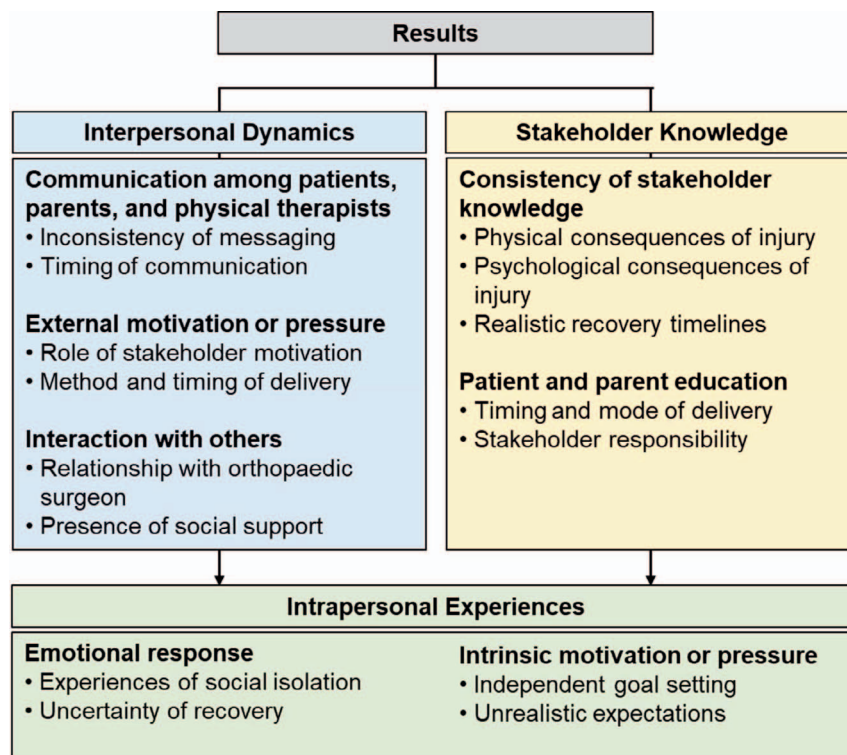 Results
Interpersonal Dynamics
Communication among patients,
parents, and physical therapists
• Inconsistency of messaging
• Timing of communication
External motivation or pressure
• Role of stakeholder motivation
• Method and timing of delivery
Interaction with others
• Relationship with orthopaedic
surgeon
• Presence of social support
Stakeholder Knowledge
Consistency of stakeholder
knowledge
• Physical consequences of injury
• Psychological consequences of
injury
• Realistic recovery timelines
Patient and parent education
• Timing and mode of delivery
• Stakeholder responsibility
Intrapersonal Experiences
Emotional response
• Experiences of social isolation
• Uncertainty of recovery
Intrinsic motivation or pressure
• Independent goal setting
• Unrealistic expectations